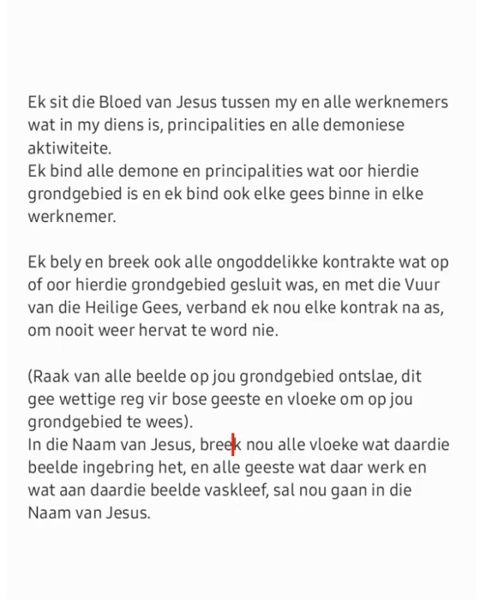 Ek sit die Bloed van Jesus tussen my en alle werknemers
wat in my diens is, principalities en alle demoniese
aktiwiteite.
Ek bind alle demone en principalities wat oor hierdie
grondgebied is en ek bind ook elke gees binne in elke
werknemer.

Ek bely en breek ook alle ongoddelikke kontrakte wat op
of oor hierdie grondgebied gesluit was, en met die Vuur
van die Heilige Gees, verband ek nou elke kontrak na as,
om nooit weer hervat te word nie.

(Raak van alle beelde op jou grondgebied ontslae, dit
gee wettige reg vir bose geeste en vloeke om op jou
grondgebied te wees).
In die Naam van Jesus, breek nou alle vloeke wat daardie
beelde ingebring het, en alle geeste wat daar werk en
wat aan daardie beelde vaskleef, sal nou gaan in die
Naam van Jesus.